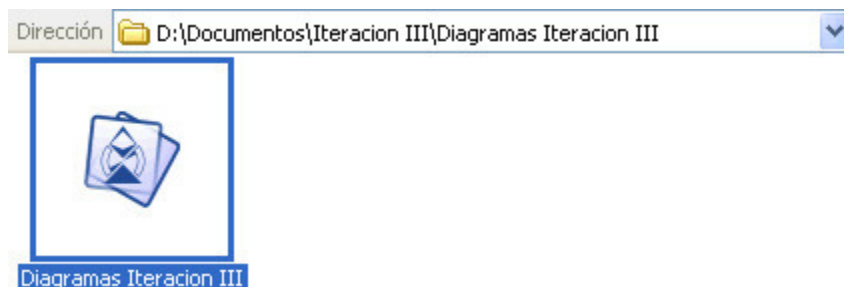 Dirección D:\Documentos\Iteracion III\Diagramas Iteracion III
Diagramas Iteracion III